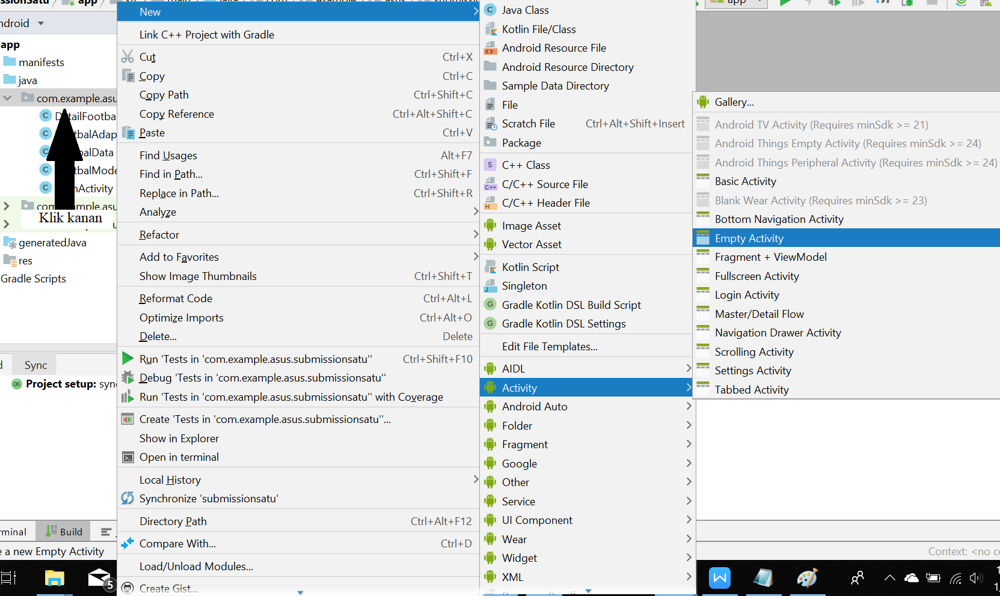 app
app
New
Link C++ Project with Gradle
Cut Ctrl+X
Copy Ctrl+C
Copy Path Ctrl+Shift+C
Copy Reference Ctrl+Alt+Shift+C
Paste Ctrl+V
Find Usages Alt+F7
Find in Path... Ctrl+Shift+F
Replace in Path... Ctrl+Shift+R
Analyze
Refactor
Add to Favorites
Show Image Thumbnails Ctrl+Shift+T
Reformat Code Ctrl+Alt+L
Optimize Imports Ctrl+Alt+O
Delete... Delete
Run 'Tests in 'com.example.asus.submissionsatu'' Ctrl+Shift+F10
Debug 'Tests in 'com.example.asus.submissionsatu''
Run 'Tests in 'com.example.asus.submissionsatu'' with Coverage
Create 'Tests in 'com.example.asus.submissionsatu''...
Show in Explorer
Open in terminal
Local History
Synchronize 'submissionsatu'
Directory Path Ctrl+Alt+F12
Compare With... Ctrl+D
Load/Unload Modules...
Create Gist...
Java Class
Kotlin File/Class
Android Resource File
Android Resource Directory
Sample Data Directory
File
Scratch File Ctrl+Alt+Shift+Insert
Package
C++ Class
C/C++ Source File
C/C++ Header File
Image Asset
Vector Asset
Kotlin Script
Singleton
Gradle Kotlin DSL Build Script
Gradle Kotlin DSL Settings
Edit File Templates...
AIDL
Activity
Android Auto
Folder
Fragment
Google
Other
Service
UI Component
Wear
Widget
XML
Gallery...
Android TV Activity (Requires minSdk >= 21)
Android Things Empty Activity (Requires minSdk >= 24)
Android Things Peripheral Activity (Requires minSdk >= 24)
Basic Activity
Blank Wear Activity (Requires minSdk >= 23)
Bottom Navigation Activity
Empty Activity
Fragment + ViewModel
Fullscreen Activity
Login Activity
Master/Detail Flow
Navigation Drawer Activity
Scrolling Activity
Settings Activity
Tabbed Activity
ndroid
app
manifests
java
com.example.asu
Klik kanan
generatedJava
res
Gradle Scripts
Sync
Project setup: sync
rminal Build
e a new Empty Activity
Context: <no co
5